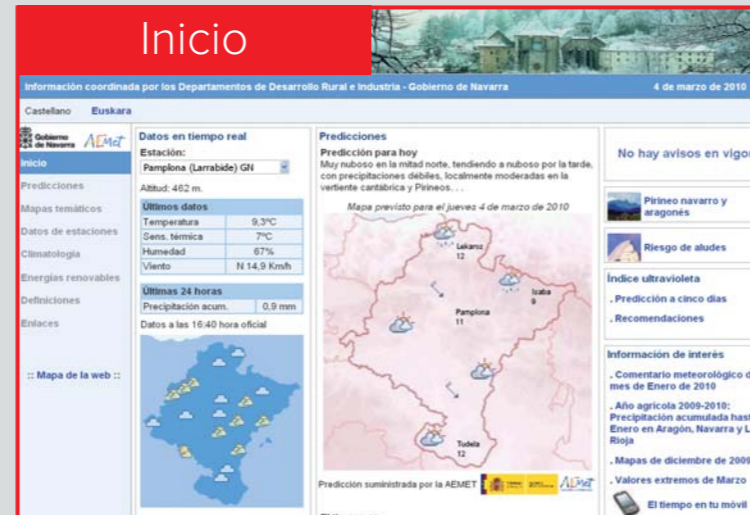 Inicio
Información coordinada por los Departamentos de Desarrollo Rural e Industria - Gobierno de Navarra
4 de marzo de 2010
Castellano Euskara
Gobierno de Navarra
AEMet
Inicio
Predicciones
Mapas temáticos
Datos de estaciones
Climatología
Energías renovables
Definiciones
Enlaces
:: Mapa de la web ::
Datos en tiempo real
Estación:
Pamplona (Larrabide) GN
Altitud: 462 m.
Últimos datos
Temperatura 9,3ºC
Sens. térmica 7ºC
Humedad 67%
Viento N 14,9 Km/h
Últimas 24 horas
Precipitación acum. 0,9 mm
Datos a las 16:40 hora oficial
Predicciones
Predicción para hoy
Muy nuboso en la mitad norte, tendiendo a nuboso por la tarde,
con precipitaciones débiles, localmente moderadas en la
vertiente cantábrica y Pirineos. . .
Mapa previsto para el jueves 4 de marzo de 2010
Lekaroz
12
Isaba
9
Pamplona
11
Tudela
12
Predicción suministrada por la AEMET
AEMet
No hay avisos en vigor
Pirineo navarro y
aragonés
Riesgo de aludes
Índice ultravioleta
. Predicción a cinco días
. Recomendaciones
Información de interés
. Comentario meteorológico d
mes de Enero de 2010
. Año agrícola 2009-2010:
Precipitación acumulada hast
Enero en Aragón, Navarra y L
Rioja
. Mapas de diciembre de 2009
. Valores extremos de Marzo
El tiempo en tu móvil